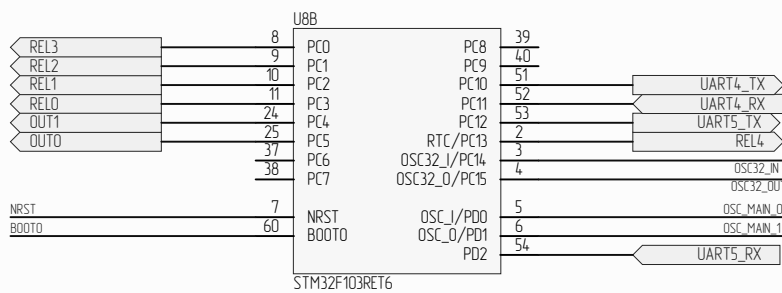 U8B
REL3 8 PC0 PC8 39
REL2 9 PC1 PC9 40
REL1 10 PC2 PC10 51 UART4_TX
REL0 11 PC3 PC11 52 UART4_RX
OUT1 24 PC4 PC12 53 UART5_TX
OUT0 25 PC5 RTC/PC13 2 REL4
37 PC6 OSC32_I/PC14 3 OSC32_IN
38 PC7 OSC32_O/PC15 4 OSC32_OUT
NRST 7 NRST OSC_I/PD0 5 OSC_MAIN_0
BOOT0 60 BOOT0 OSC_O/PD1 6 OSC_MAIN_1
PD2 54 UART5_RX
STM32F103RET6